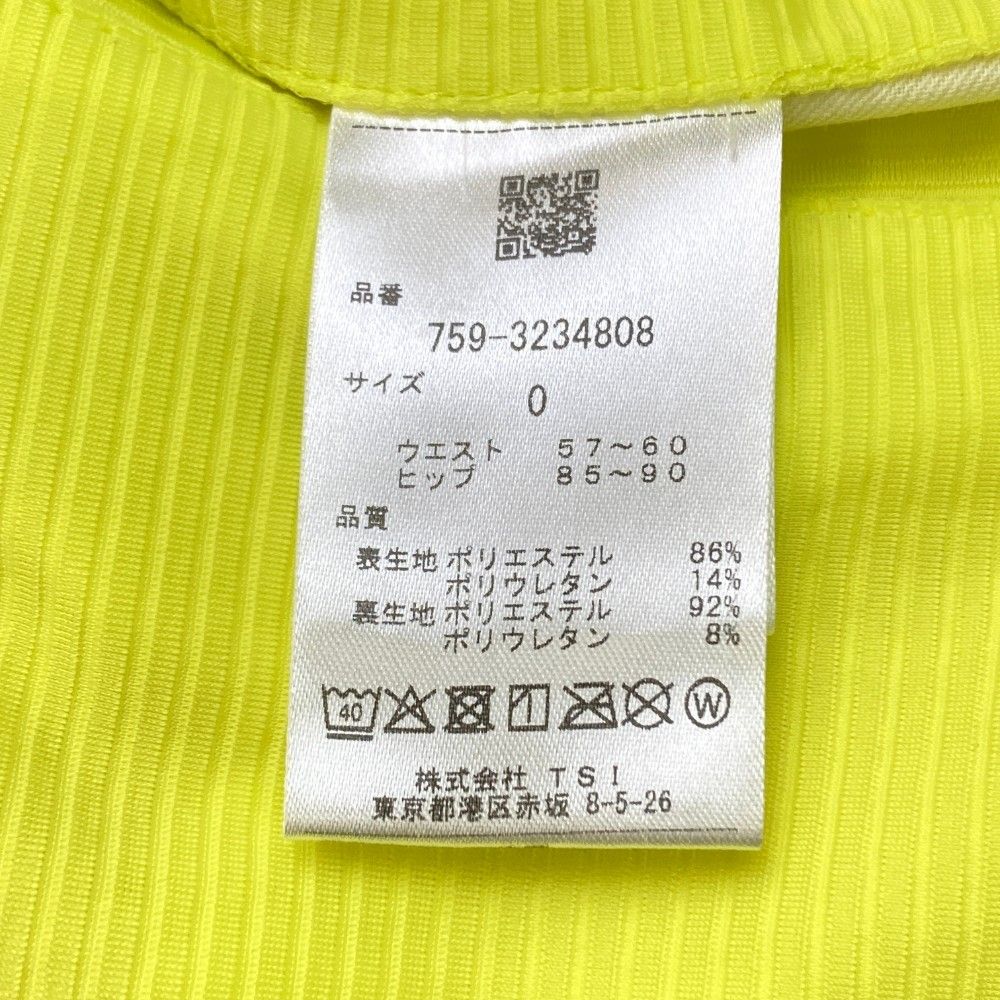 品番
759-3234808
サイズ
0
ウエスト 57～60
ヒップ 85～90
品質
表生地 ポリエステル 86%
ポリウレタン 14%
裏生地 ポリエステル 92%
ポリウレタン 8%
40 W
株式会社 TSI
東京都港区赤坂 8-5-26